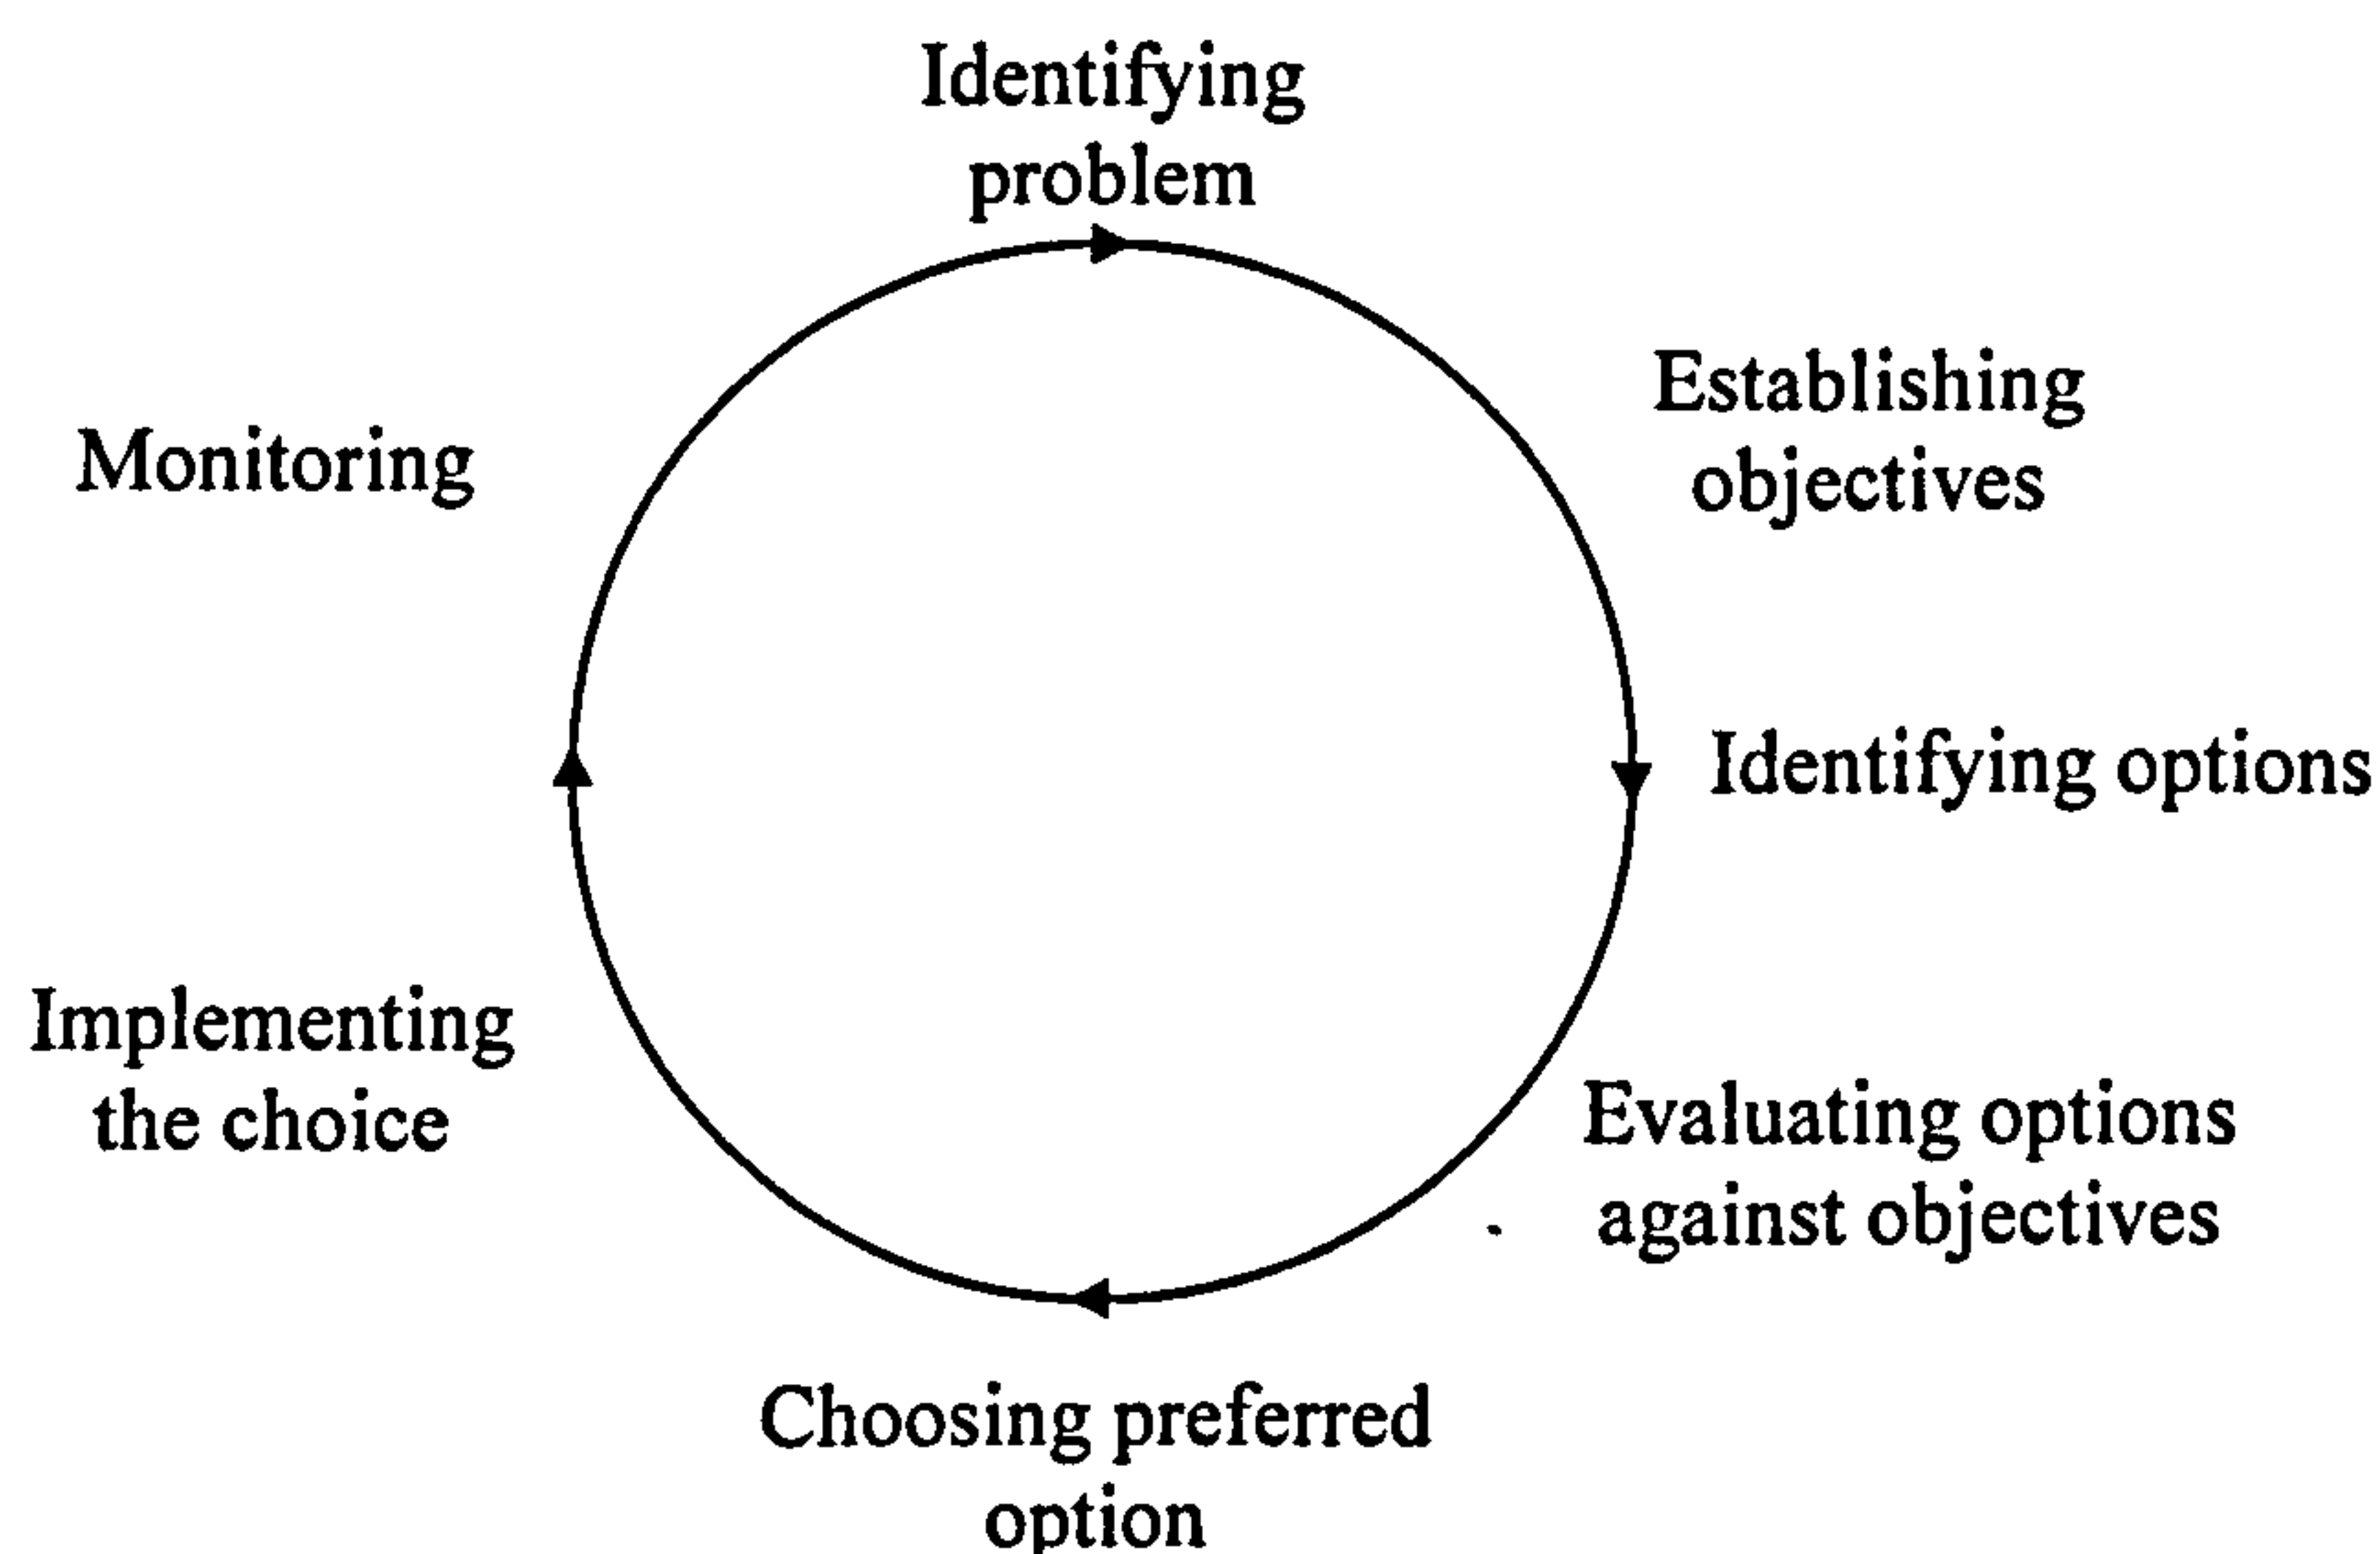 Identifying
problem
Establishing
objectives
Identifying options
Evaluating options
against objectives
Choosing preferred
option
Implementing
the choice
Monitoring